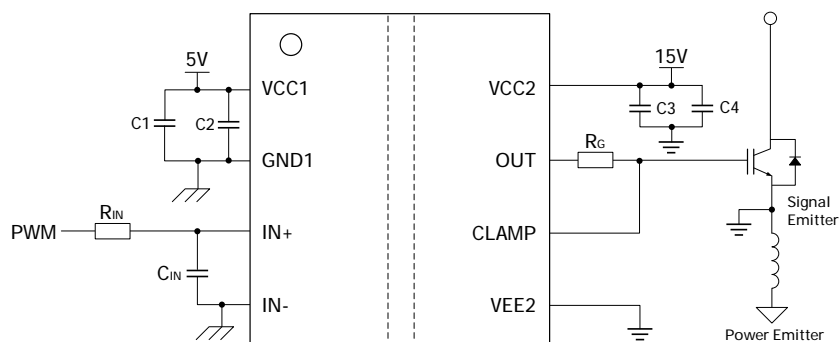 5V
VCC1
C1
C2
GND1
PWM
RIN
IN+
CIN
IN-
15V
VCC2
C3
C4
OUT
RG
CLAMP
VEE2
Signal
Emitter
Power Emitter